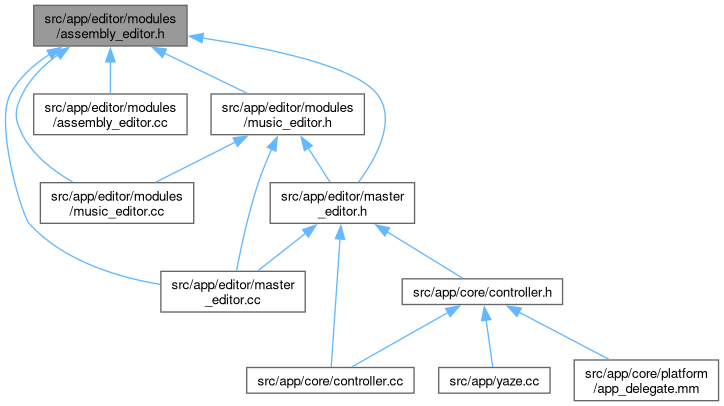 src/app/editor/modules
/assembly_editor.h
src/app/editor/modules
/assembly_editor.cc
src/app/editor/modules
/music_editor.h
src/app/editor/modules
/music_editor.cc
src/app/editor/master
_editor.h
src/app/editor/master
_editor.cc
src/app/core/controller.h
src/app/core/controller.cc
src/app/yaze.cc
src/app/core/platform
/app_delegate.mm